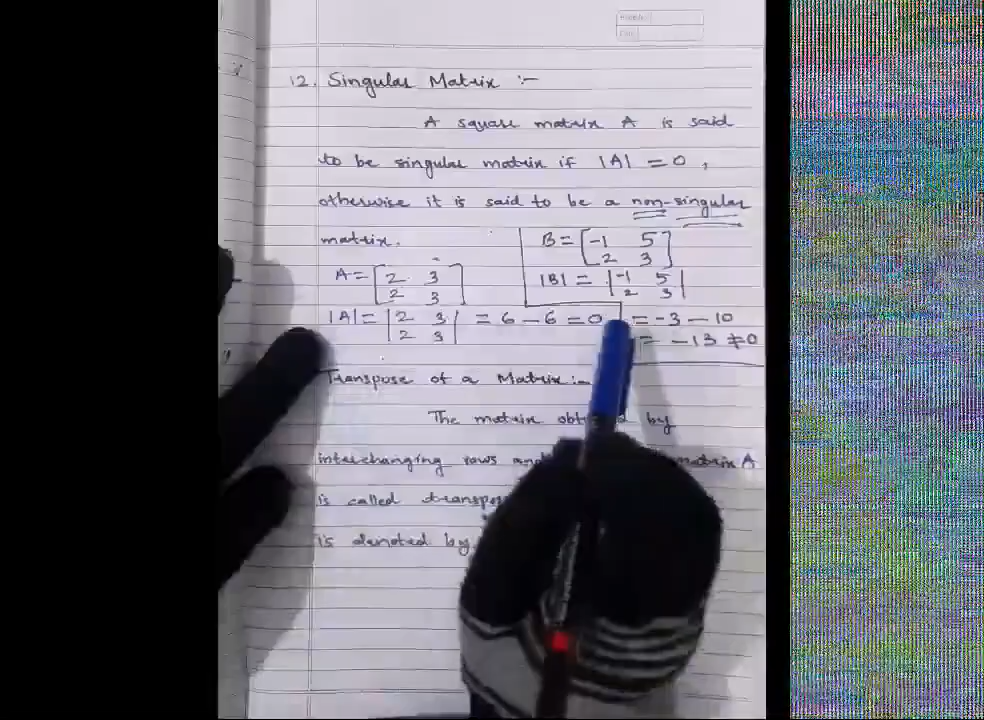 12. Singular Matrix :-
A square matrix A is said
to be singular matrix if |A| = 0,
otherwise it is said to be a non-singular
matrix.
B = [-1 5
2 3]
A = [2 3
2 3]
|B| = |-1 5
2 3|
|A| = |2 3
2 3| = 6 - 6 = 0
= -3 - 10
= -13 ≠ 0
Transpose of a Matrix :-
The matrix by
interchanging rows matrix A
is called
is denoted by